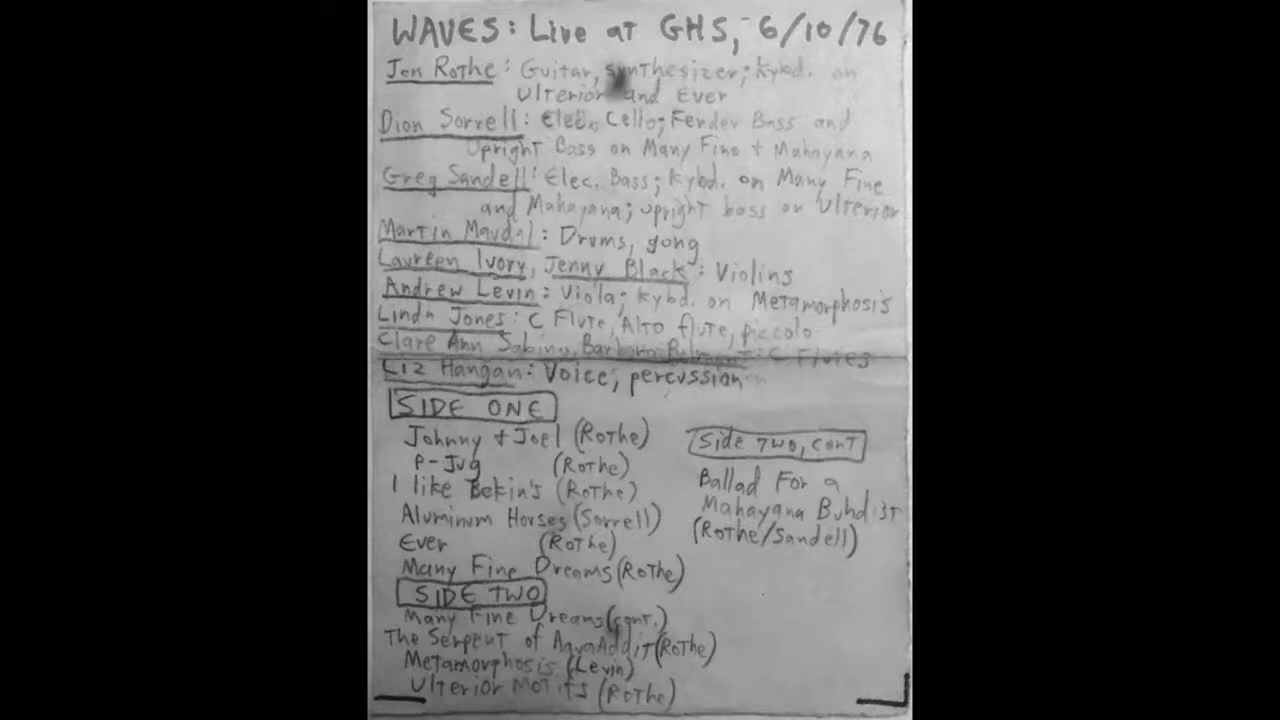 WAVES: Live at GHS, 6/10/76
Jon Rothe: Guitar, synthesizer; kybd. on
Ulterior and Ever
Dion Sorrell: Elec. Cello; Fender Bass and
Upright Bass on Many Fine + Mahayana
Greg Sandell: Elec. Bass; kybd. on Many Fine
and Mahayana; upright bass on Ulterior
Martin Mavdal: Drums, gong
Laureen Ivory, Jenny Black: Violins
Andrew Levin: Viola; kybd. on Metamorphosis
Linda Jones: C Flute, Alto flute, piccolo
Clare Ann Sabino, Barbara : C Flutes
Liz Hangan: Voice, percussion
SIDE ONE
Johnny + Joel (Rothe)
P-Jug (Rothe)
I like Bekin's (Rothe)
Aluminum Horses (Sorrell)
Ever (Rothe)
Many Fine Dreams (Rothe)
SIDE TWO
Many Fine Dreams (cont.)
The Serpent of (Rothe)
Metamorphosis (Levin)
Ulterior Motifs (Rothe)
Side TWO, conT
Ballad For a
Mahayana Buhdist
(Rothe/Sandell)